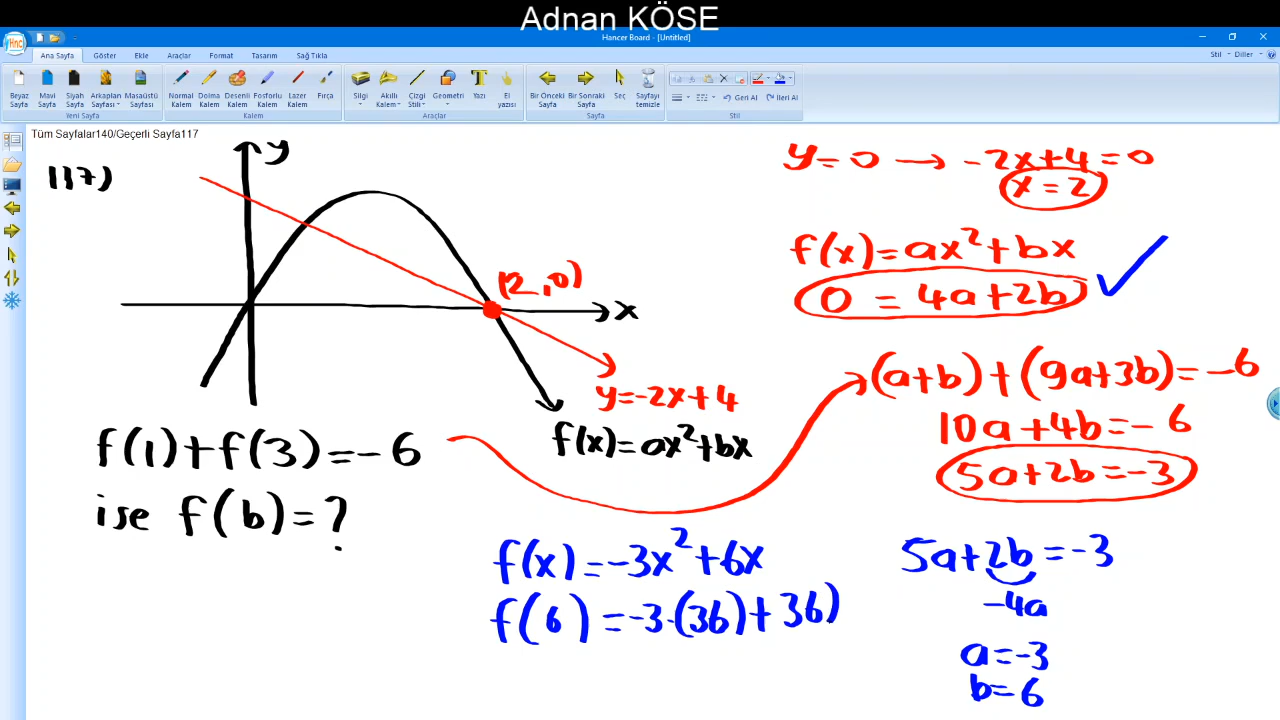 Adnan KÖSE
Hancer Board - [Untitled]
Hnc
Ana Sayfa Göster Ekle Araçlar Format Tasarım Sağ Tıkla
Stil Diller
Beyaz Sayfa Mavi Sayfa Siyah Sayfa Arkaplan Sayfası Masaüstü Sayfası
Normal Kalem Dolma Kalem Desenli Kalem Fosforlu Kalem Lazer Kalem Fırça
Silgi Akıllı Kalem Çizgi Stili Geometri Yazı El yazısı
Bir Önceki Sayfa Bir Sonraki Sayfa Seç Sayfayı temizle
Geri Al İleri Al
Yeni Sayfa Kalem Araçlar Sayfa Stil
Tüm Sayfalar140/Geçerli Sayfa117
117)
y
x
(2,0)
y=-2x+4
f(x)=ax²+bx
f(1)+f(3)=-6
ise f(b)=?
y=0 → -2x+4=0
x=2
f(x)=ax²+bx
0 = 4a+2b
(a+b)+(9a+3b)=-6
10a+4b=-6
5a+2b=-3
5a+2b=-3
-4a
a=-3
b=6
f(x)=-3x²+6x
f(6)=-3.(36)+36)